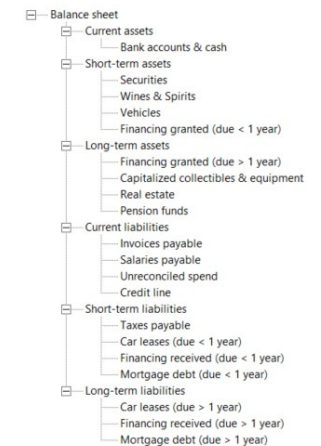 Balance sheet
Current assets
Bank accounts & cash
Short-term assets
Securities
Wines & Spirits
Vehicles
Financing granted (due < 1 year)
Long-term assets
Financing granted (due > 1 year)
Capitalized collectibles & equipment
Real estate
Pension funds
Current liabilities
Invoices payable
Salaries payable
Unreconciled spend
Credit line
Short-term liabilities
Taxes payable
Car leases (due < 1 year)
Financing received (due < 1 year)
Mortgage debt (due < 1 year)
Long-term liabilities
Car leases (due > 1 year)
Financing received (due > 1 year)
Mortgage debt (due > 1 year)